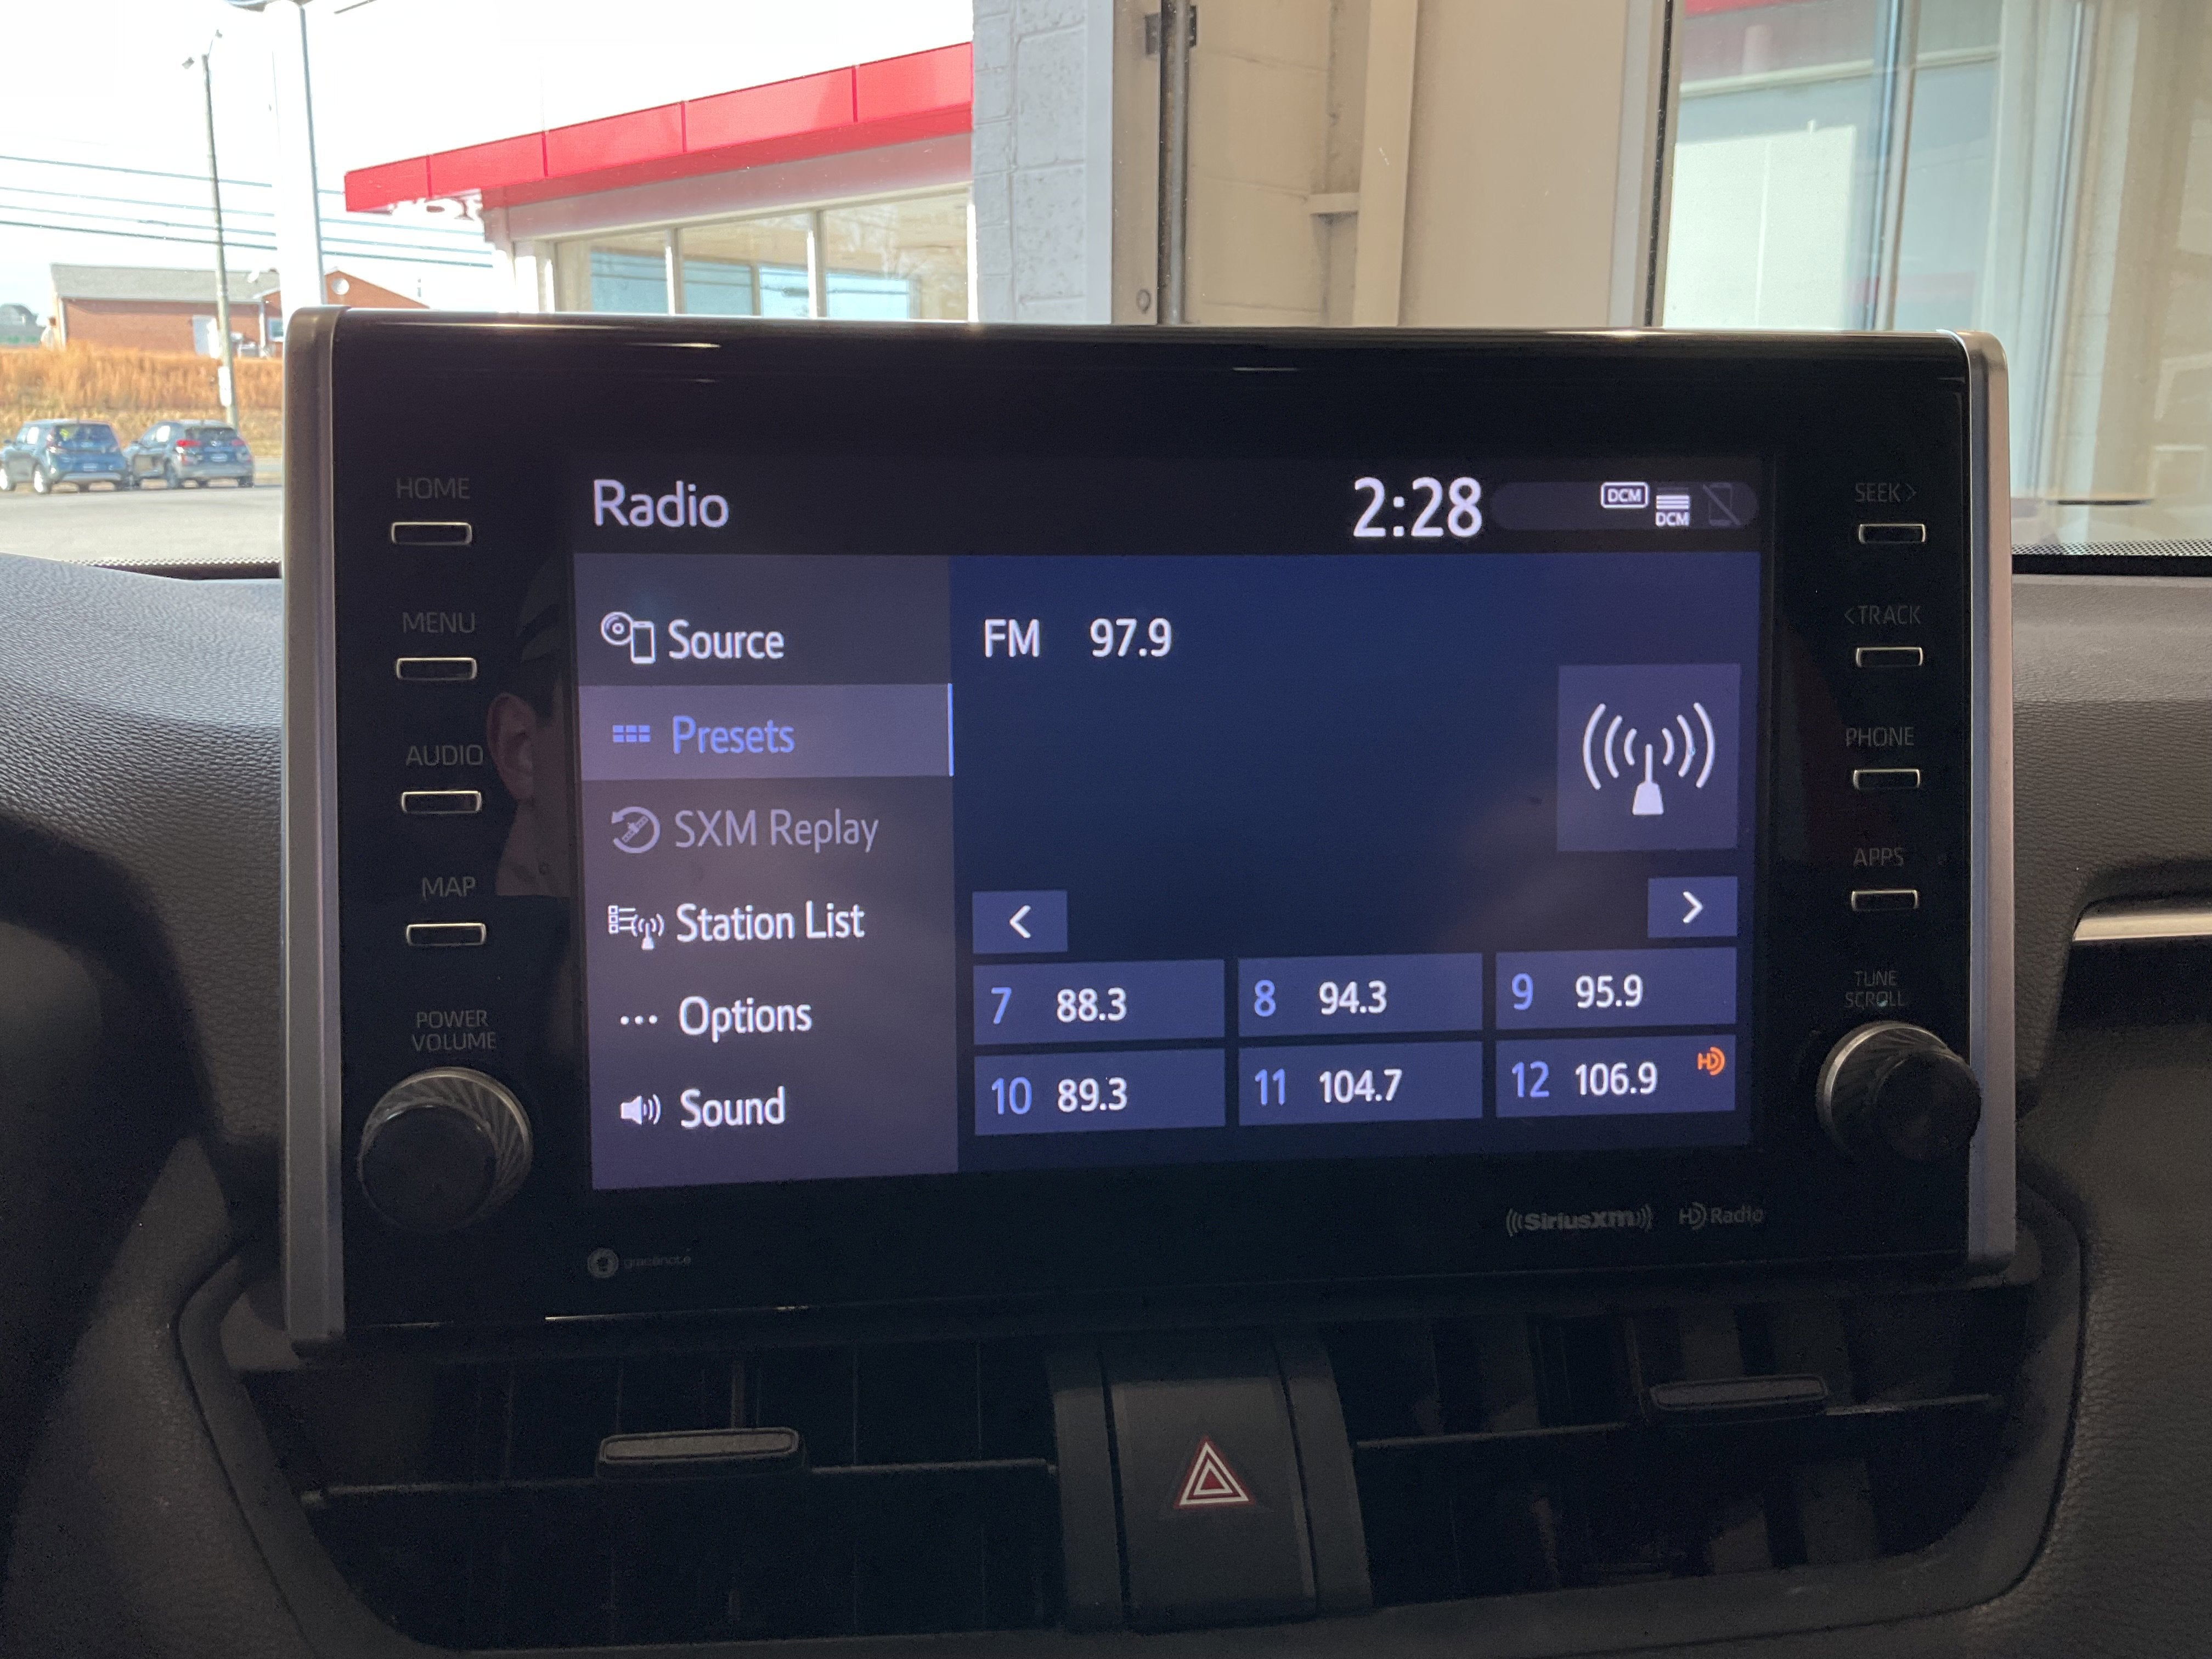 HOME
MENU
AUDIO
MAP
POWER
VOLUME
Radio
2:28
DCM
DCM
Source
Presets
SXM Replay
Station List
Options
Sound
FM 97.9
<
>
7 88.3
8 94.3
9 95.9
10 89.3
11 104.7
12 106.9 HD
SEEK >
< TRACK
PHONE
APPS
TUNE
SCROLL
gracenote
SiriusXM
HD Radio